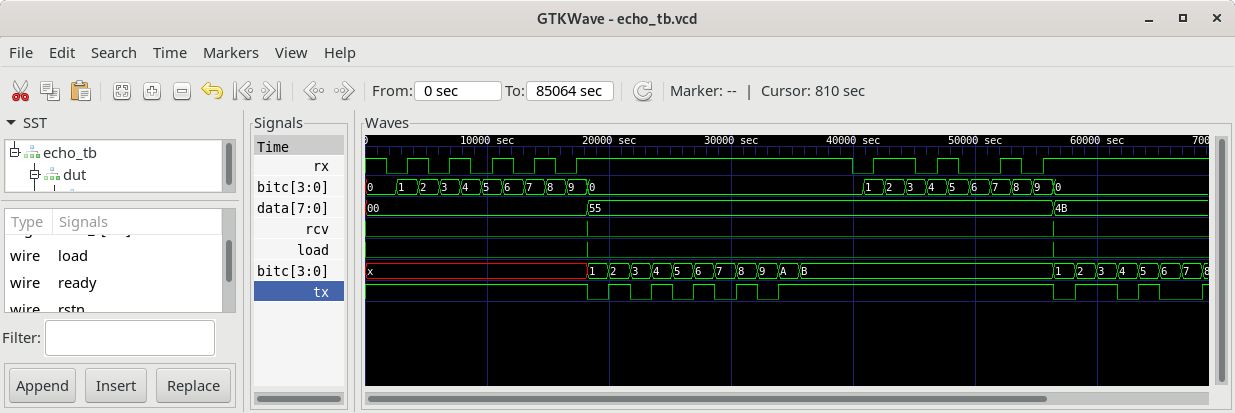 GTKWave - echo_tb.vcd
File Edit Search Time Markers View Help
From: 0 sec To: 85064 sec Marker: -- | Cursor: 810 sec
SST
echo_tb
dut
Type Signals
wire load
wire ready
wire rstn
Filter:
Append Insert Replace
Signals
Time
rx
bitc[3:0]
data[7:0]
rcv
load
bitc[3:0]
tx
Waves
0 10000 sec 20000 sec 30000 sec 40000 sec 50000 sec 60000 sec 700
0 1 2 3 4 5 6 7 8 9 0 1 2 3 4 5 6 7 8 9 0
00 55 4B
x 1 2 3 4 5 6 7 8 9 A B 1 2 3 4 5 6 7 8